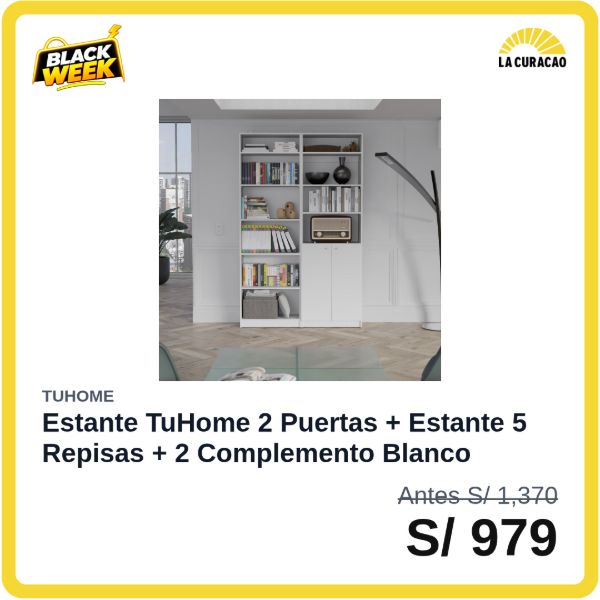 BLACK
WEEK
LA CURACAO
TUHOME
Estante TuHome 2 Puertas + Estante 5
Repisas + 2 Complemento Blanco
Antes S/ 1,370
S/ 979